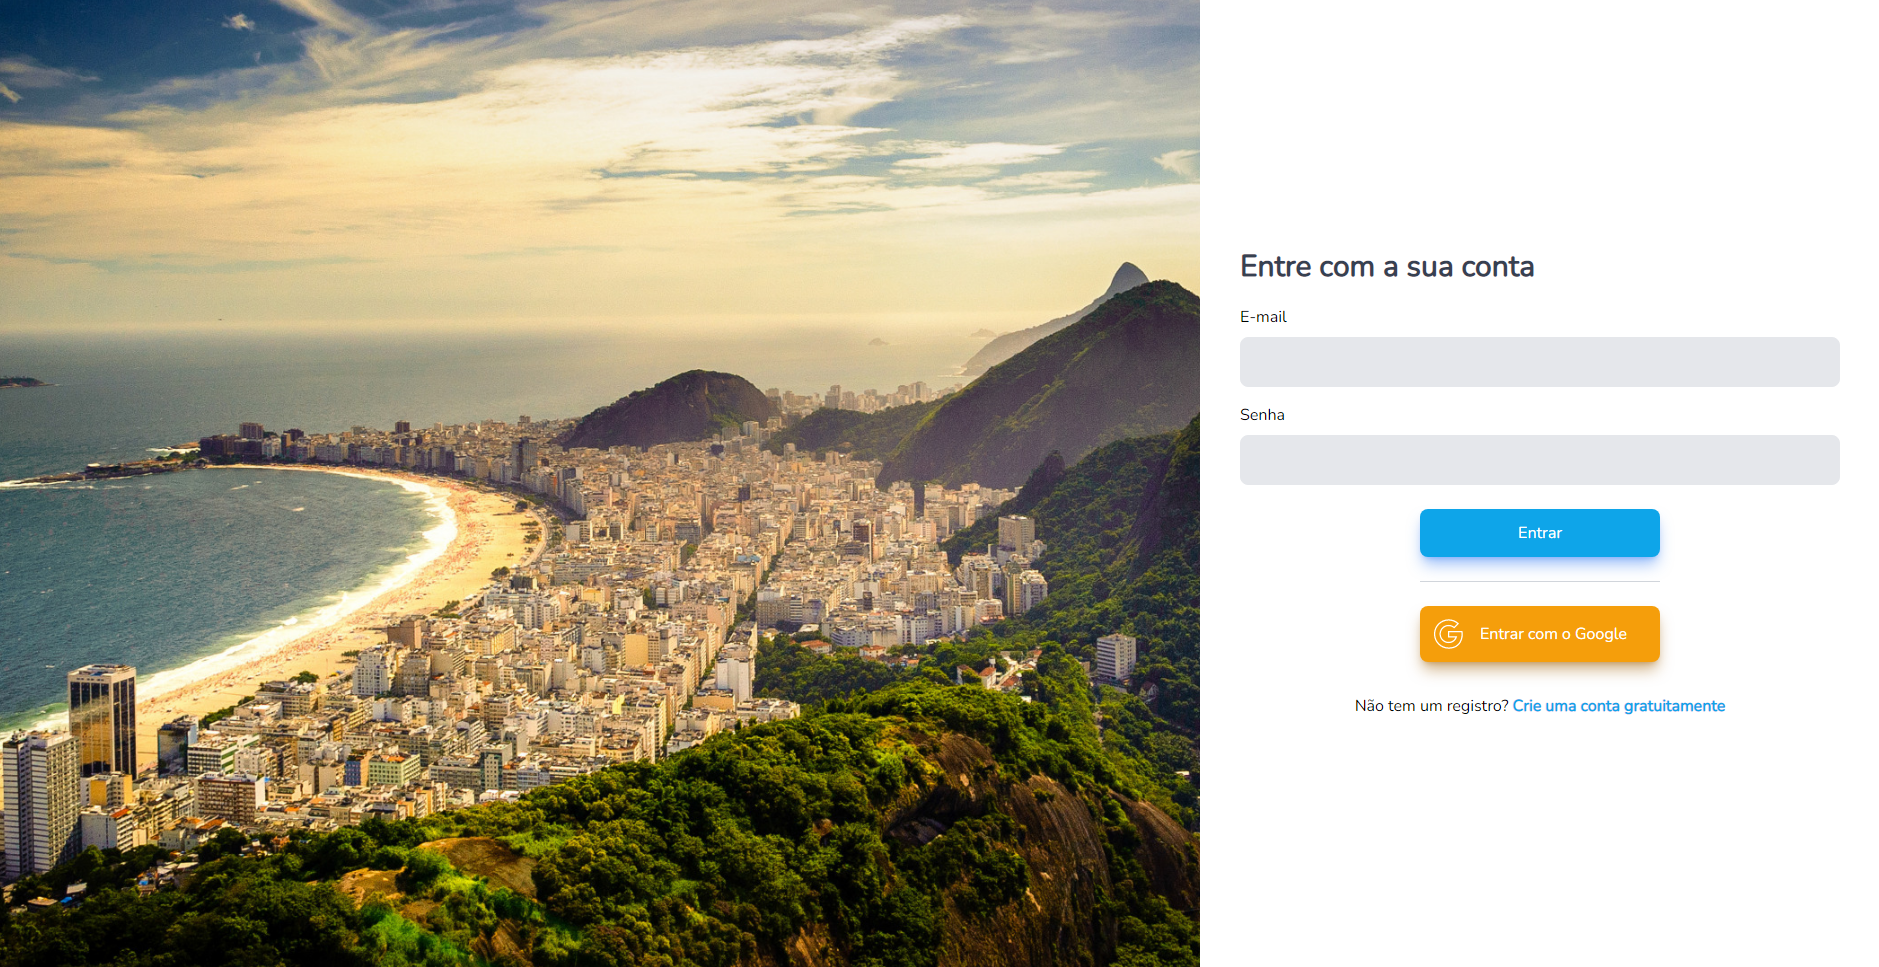 Entre com a sua conta
E-mail
Senha
Entrar
Entrar com o Google
Não tem um registro? Crie uma conta gratuitamente